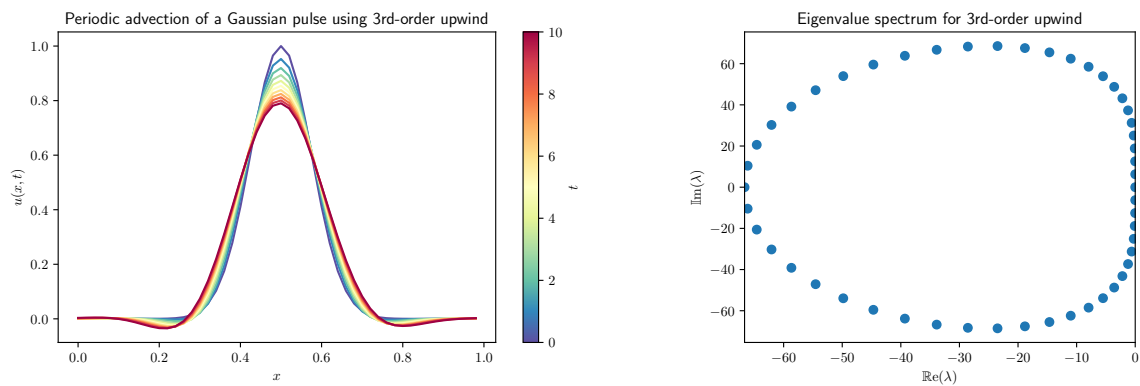 Periodic advection of a Gaussian pulse using 3rd-order upwind
1.0
0.8
0.6
0.4
0.2
0.0
u(x, t)
0.0 0.2 0.4 0.6 0.8 1.0
x
10
8
6
4
2
0
t
Eigenvalue spectrum for 3rd-order upwind
60
40
20
0
−20
−40
−60
𝕀m(λ)
−60 −50 −40 −30 −20 −10 0
ℝe(λ)